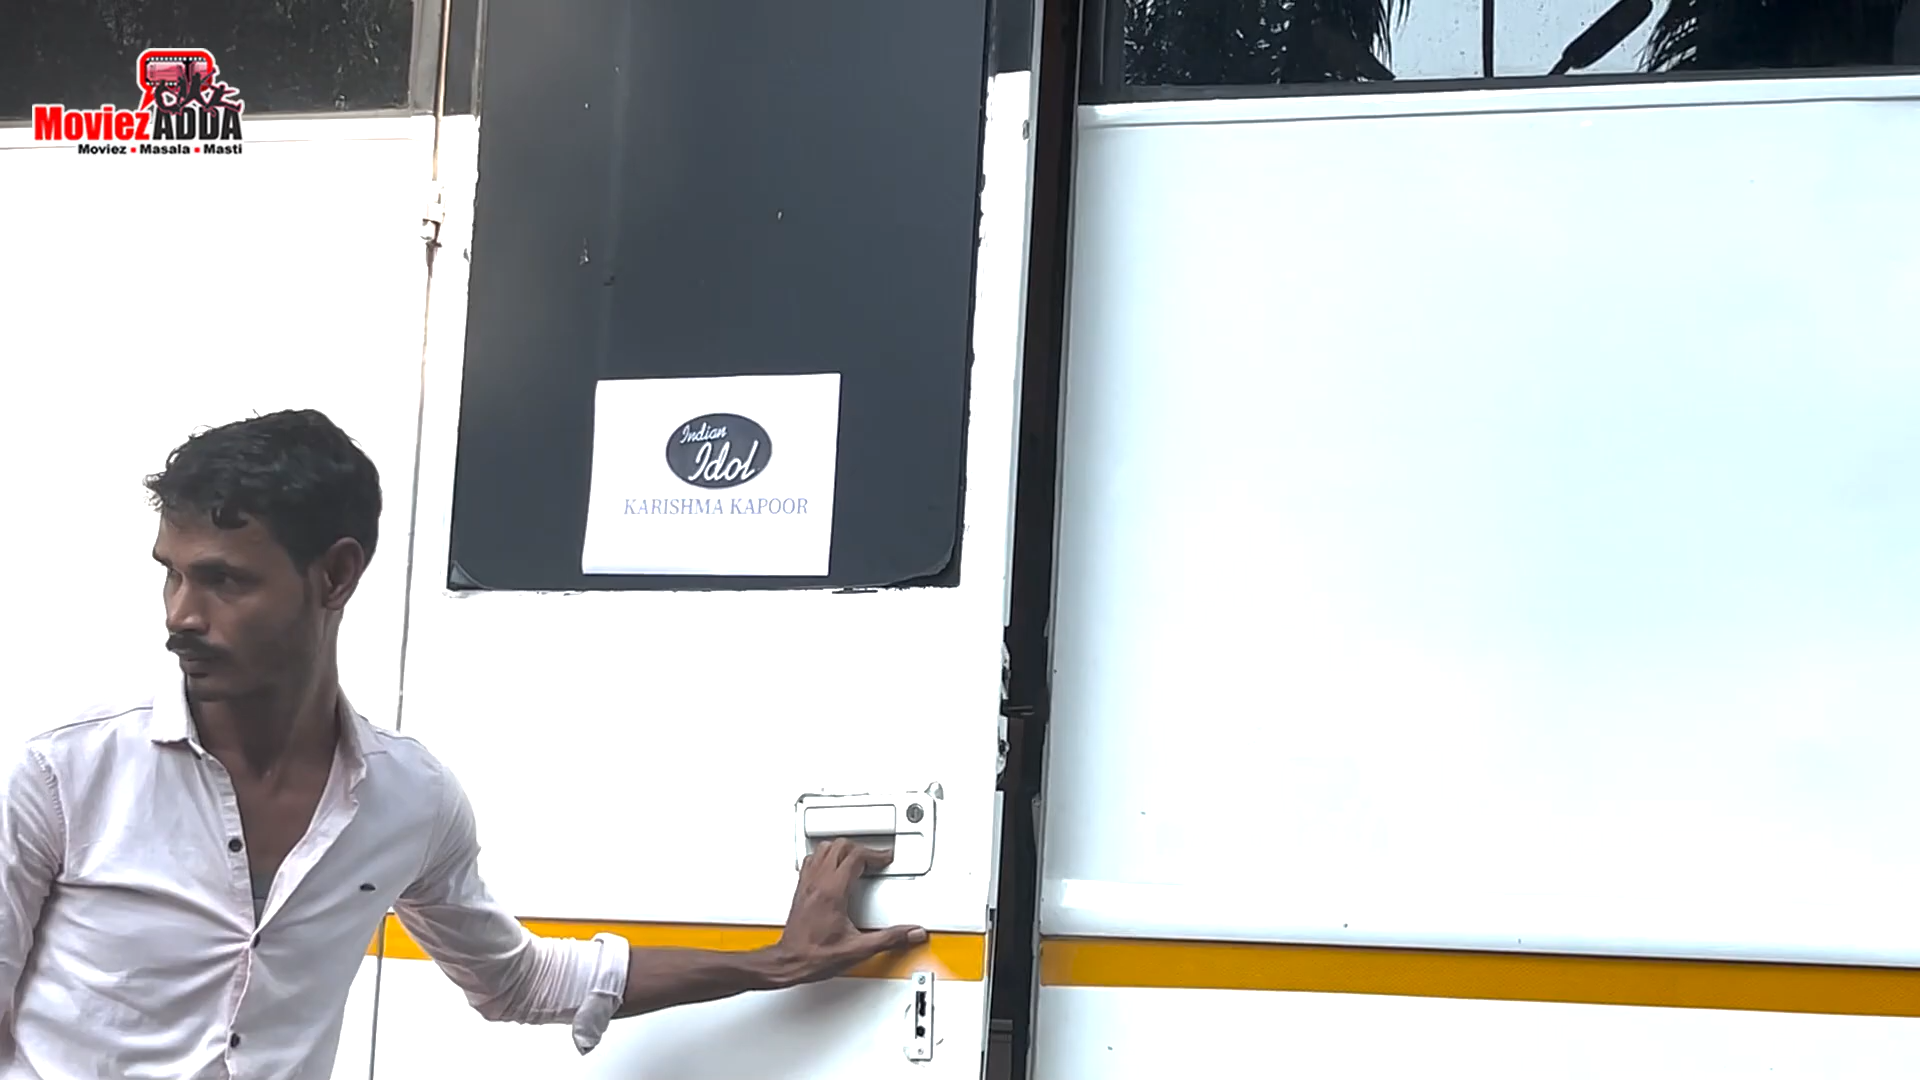 MoviezADDA
Moviez • Masala • Masti
Indian
Idol
KARISHMA KAPOOR